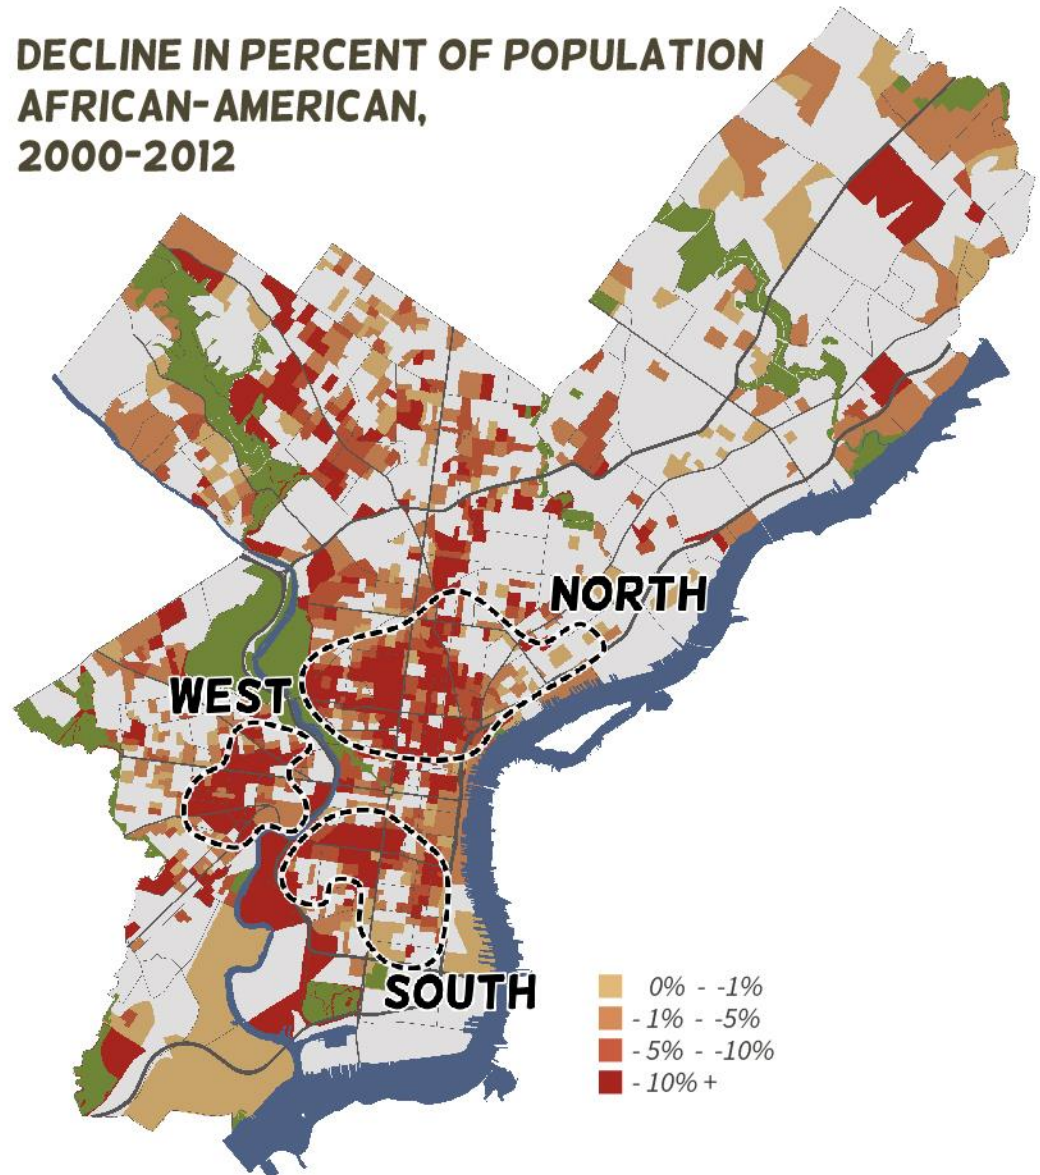 DECLINE IN PERCENT OF POPULATION
AFRICAN-AMERICAN,
2000-2012
NORTH
WEST
SOUTH
0% - -1%
- 1% - -5%
- 5% - -10%
- 10% +